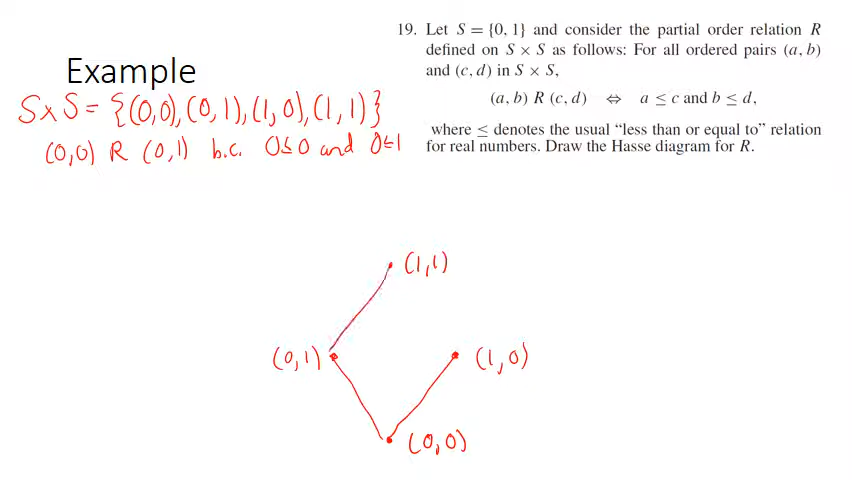 Example
S×S = {(0,0), (0,1), (1,0), (1,1)}
(0,0) R (0,1) b.c. 0≤0 and 0≤1
19. Let S = {0, 1} and consider the partial order relation R
defined on S × S as follows: For all ordered pairs (a, b)
and (c, d) in S × S,
(a, b) R (c, d) ⇔ a ≤ c and b ≤ d,
where ≤ denotes the usual “less than or equal to” relation
for real numbers. Draw the Hasse diagram for R.
(1,1)
(0,1) (1,0)
(0,0)